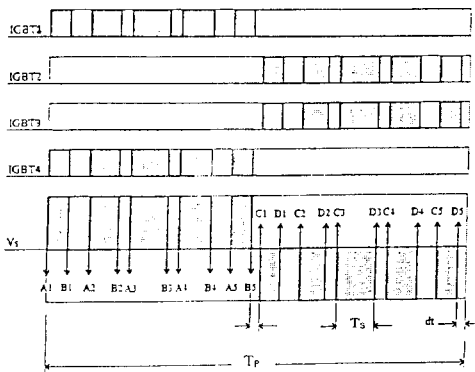 IGBT1
IGBT2
IGBT3
IGBT4
C1 D1 C2 D2 C3 D3 C4 D4 C5 D5
Vs
A1 B1 A2 B2 A3 B3 A4 B4 A5 B5
Ts
dt
Tp